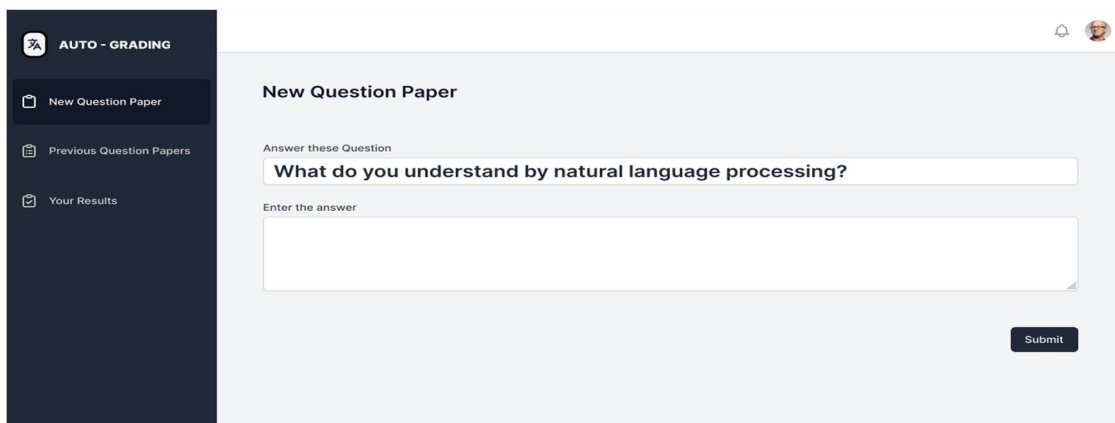 AUTO - GRADING
New Question Paper
Previous Question Papers
Your Results
New Question Paper
Answer these Question
What do you understand by natural language processing?
Enter the answer
Submit